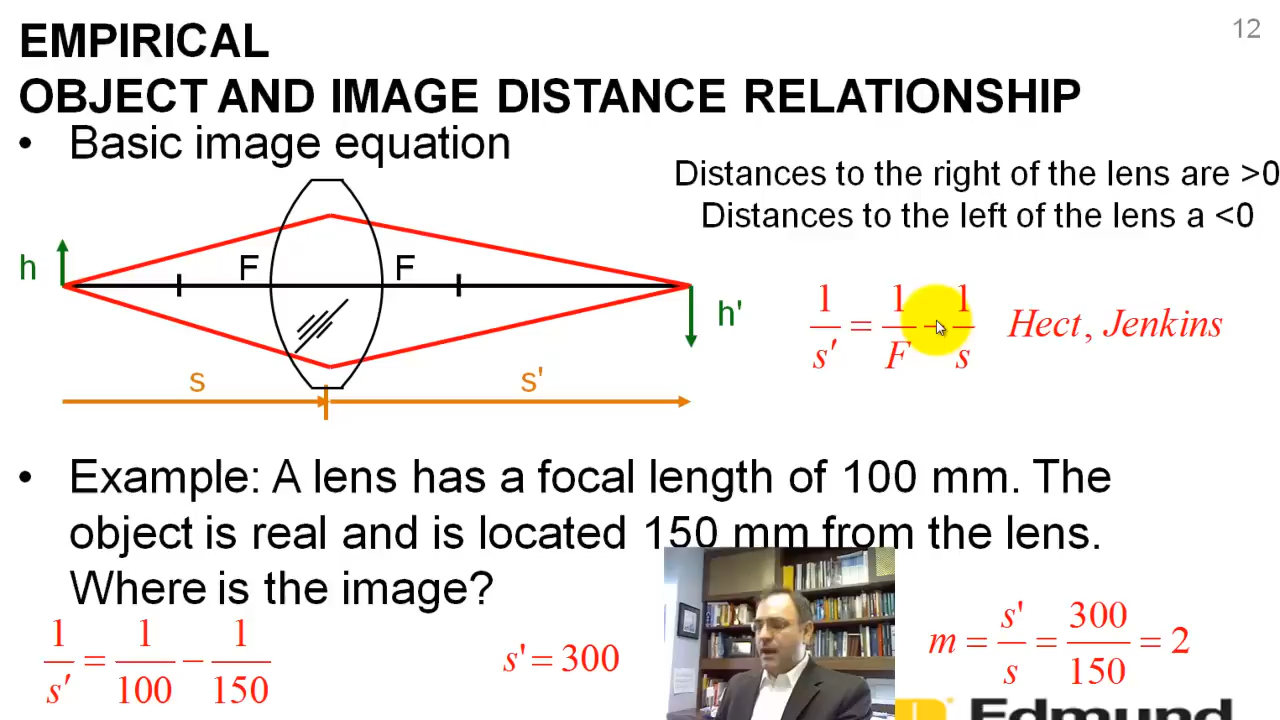 12
EMPIRICAL
OBJECT AND IMAGE DISTANCE RELATIONSHIP
• Basic image equation
Distances to the right of the lens are >0
Distances to the left of the lens a <0
h
F F
h'
1/s' = 1/F - 1/s Hect, Jenkins
s s'
• Example: A lens has a focal length of 100 mm. The
object is real and is located 150 mm from the lens.
Where is the image?
1/s' = 1/100 − 1/150 s' = 300 m = s'/s = 300/150 = 2
Edmund